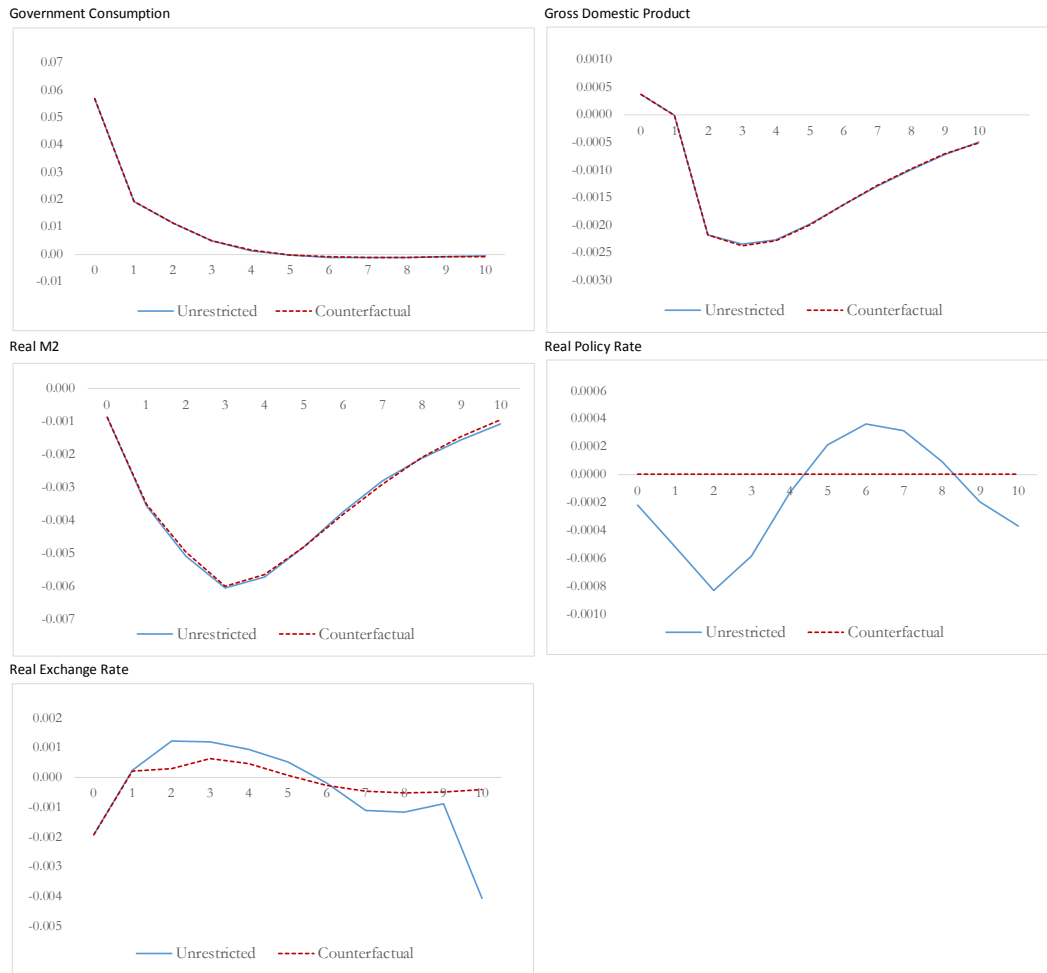 Government Consumption
0.07
0.06
0.05
0.04
0.03
0.02
0.01
0.00
-0.01
0 1 2 3 4 5 6 7 8 9 10
Unrestricted Counterfactual
Gross Domestic Product
0.0010
0.0005
0.0000
-0.0005
-0.0010
-0.0015
-0.0020
-0.0025
-0.0030
0 1 2 3 4 5 6 7 8 9 10
Unrestricted Counterfactual
Real M2
0.000
-0.001
-0.002
-0.003
-0.004
-0.005
-0.006
-0.007
0 1 2 3 4 5 6 7 8 9 10
Unrestricted Counterfactual
Real Policy Rate
0.0006
0.0004
0.0002
0.0000
-0.0002
-0.0004
-0.0006
-0.0008
-0.0010
0 1 2 3 4 5 6 7 8 9 10
Unrestricted Counterfactual
Real Exchange Rate
0.002
0.001
0.000
-0.001
-0.002
-0.003
-0.004
-0.005
0 1 2 3 4 5 6 7 8 9 10
Unrestricted Counterfactual